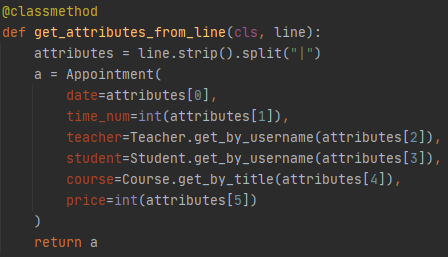 @classmethod
def get_attributes_from_line(cls, line):
    attributes = line.strip().split("|")
    a = Appointment(
        date=attributes[0],
        time_num=int(attributes[1]),
        teacher=Teacher.get_by_username(attributes[2]),
        student=Student.get_by_username(attributes[3]),
        course=Course.get_by_title(attributes[4]),
        price=int(attributes[5])
    )
    return a